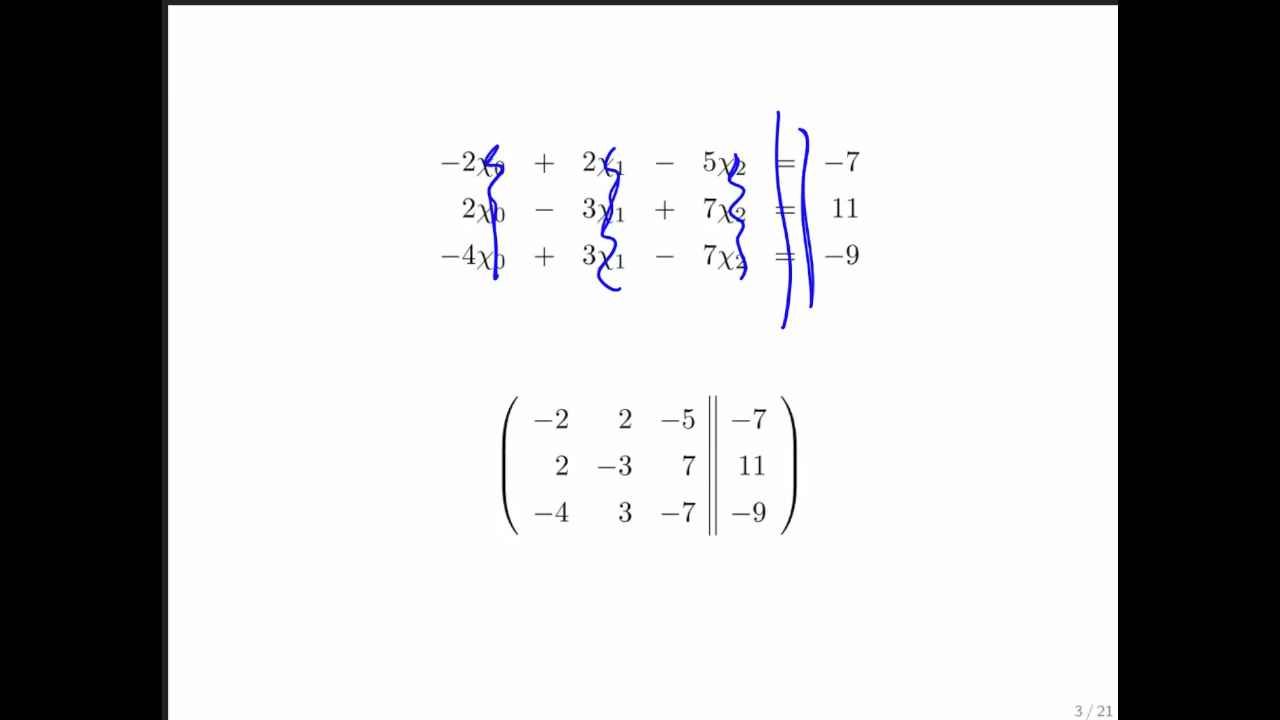 −2χ₀ + 2χ₁ − 5χ₂ = −7
2χ₀ − 3χ₁ + 7χ₂ = 11
−4χ₀ + 3χ₁ − 7χ₂ = −9
−2 2 −5 −7
2 −3 7 11
−4 3 −7 −9
3 / 21